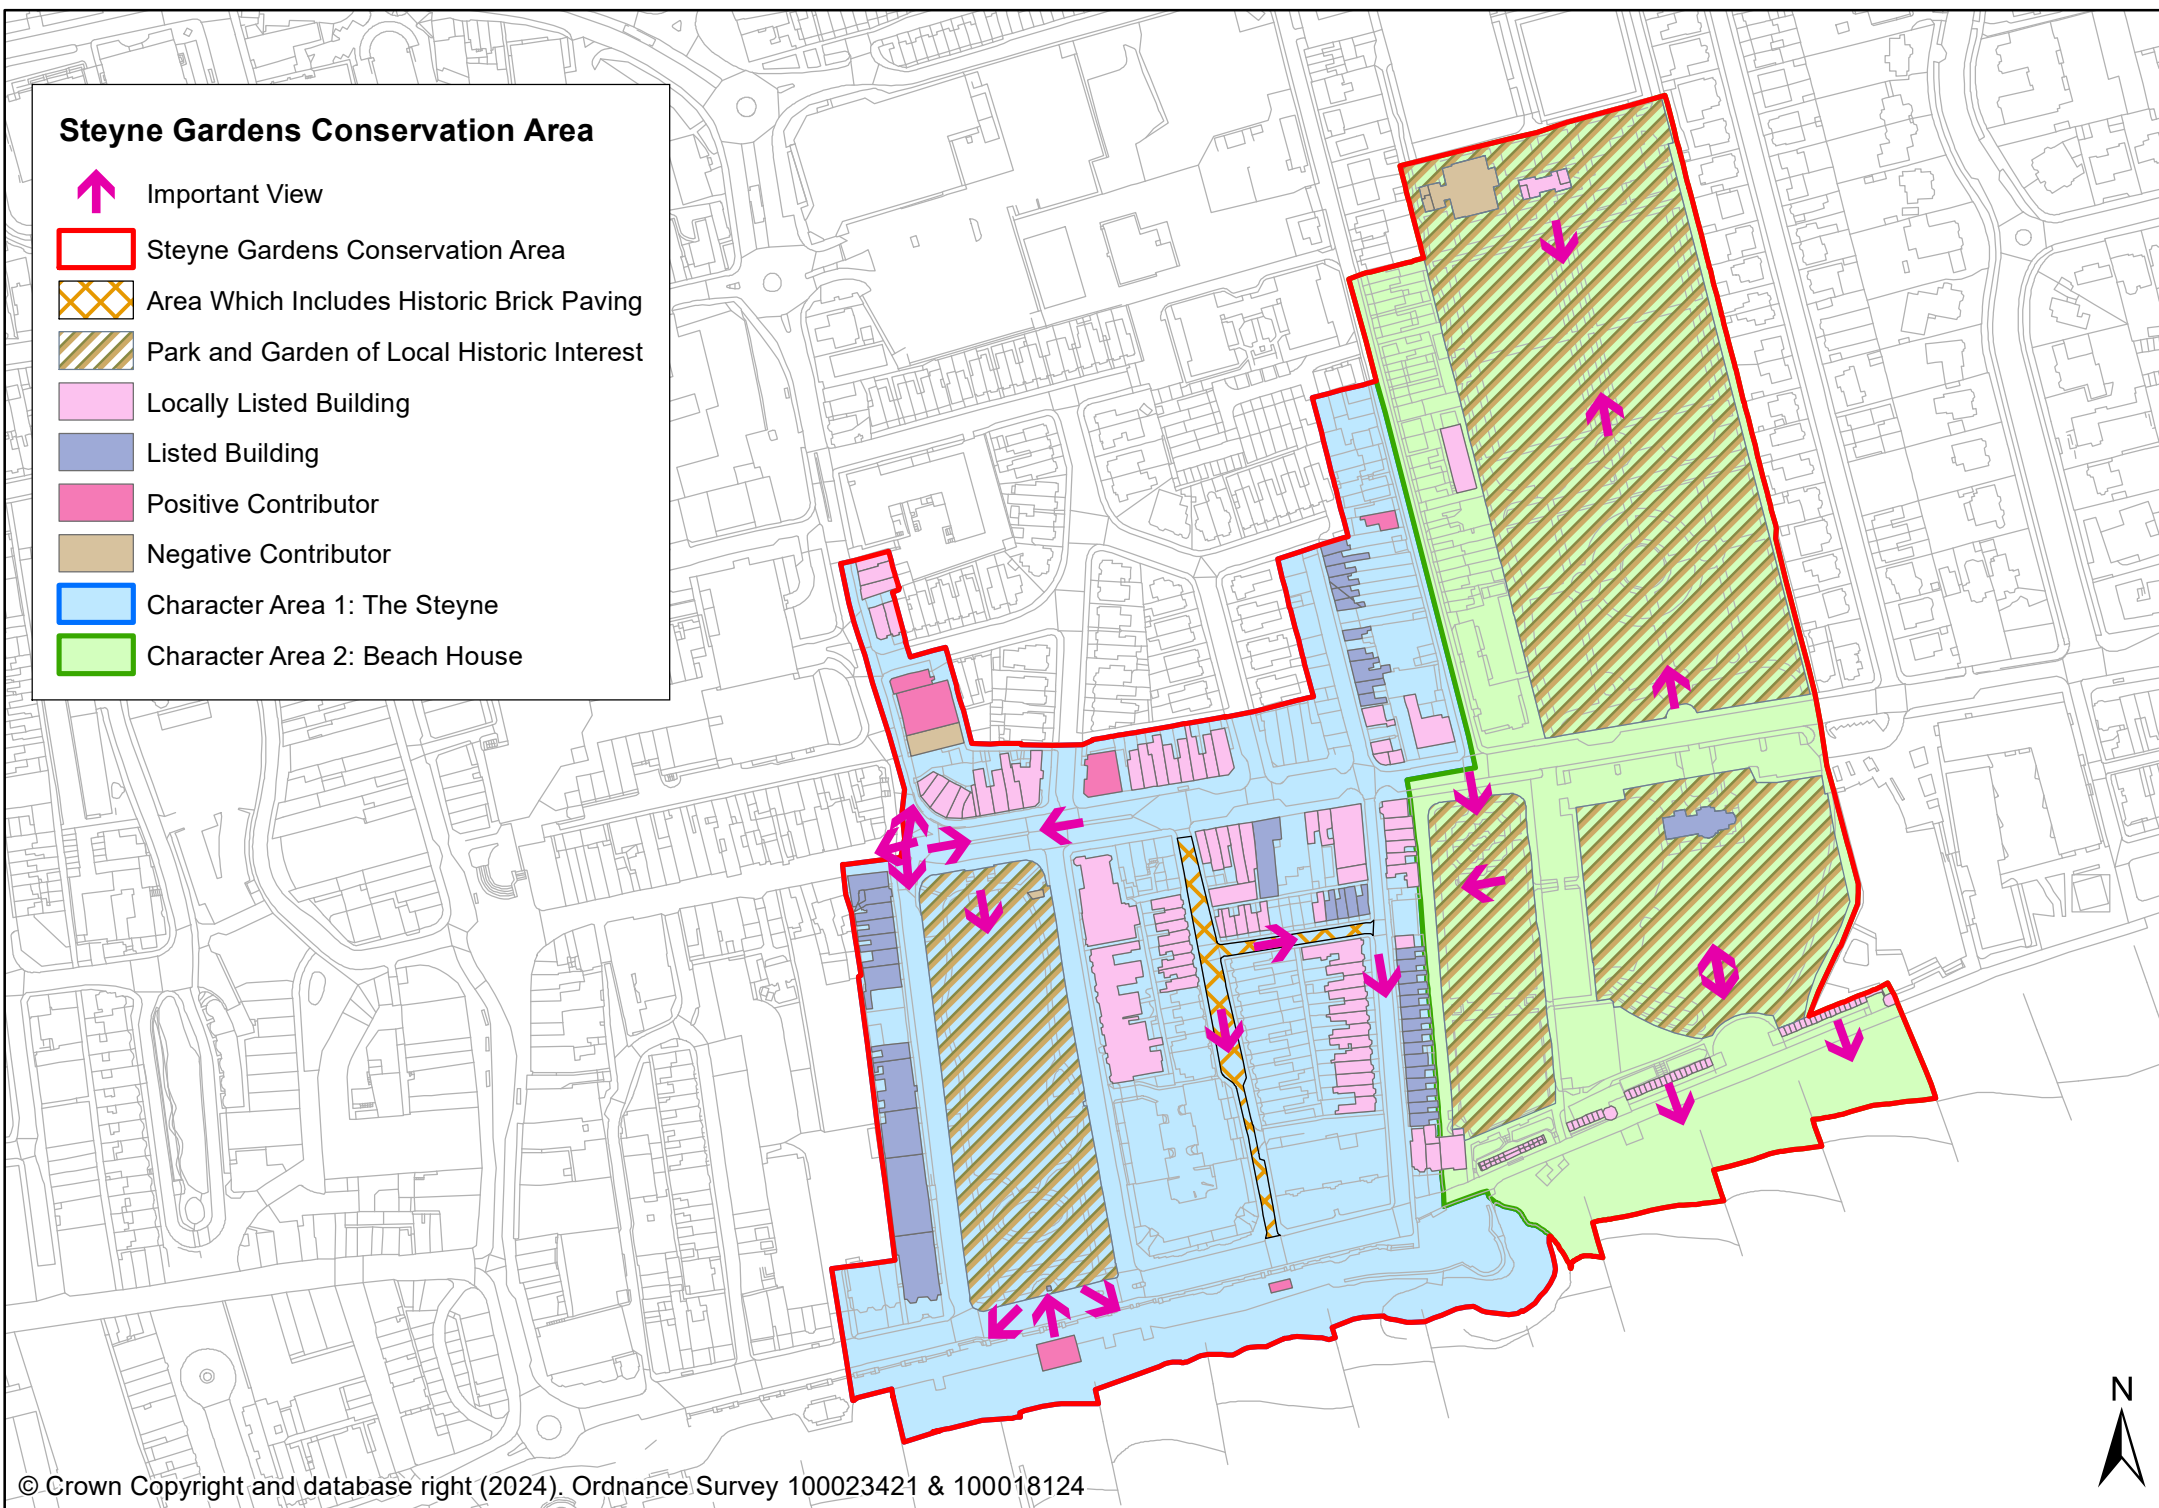 Steyne Gardens Conservation Area
Important View
Steyne Gardens Conservation Area
Area Which Includes Historic Brick Paving
Park and Garden of Local Historic Interest
Locally Listed Building
Listed Building
Positive Contributor
Negative Contributor
Character Area 1: The Steyne
Character Area 2: Beach House
N
© Crown Copyright and database right (2024). Ordnance Survey 100023421 & 100018124